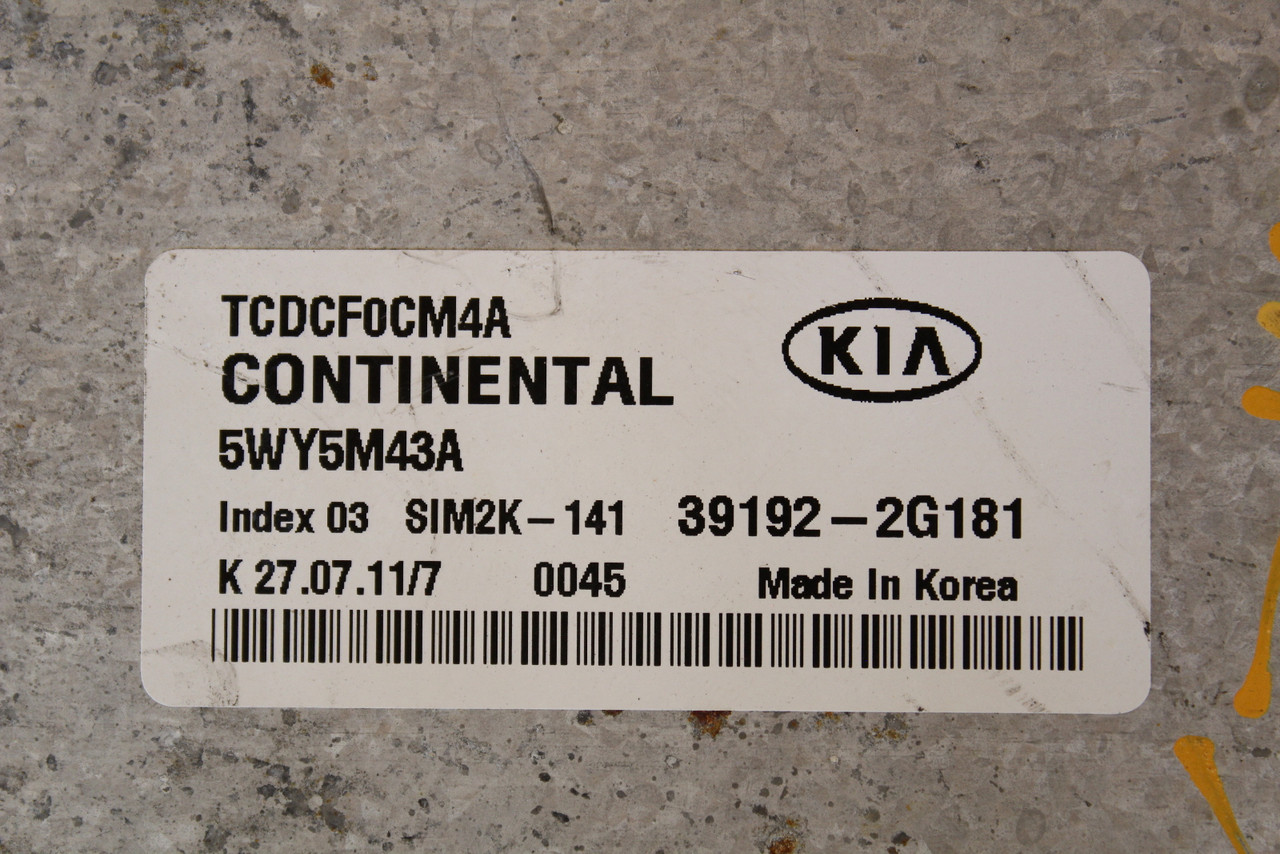 TCDCF0CM4A
KIA
CONTINENTAL
5WY5M43A
Index 03 SIM2K-141 39192-2G181
K 27.07.11/7 0045 Made In Korea